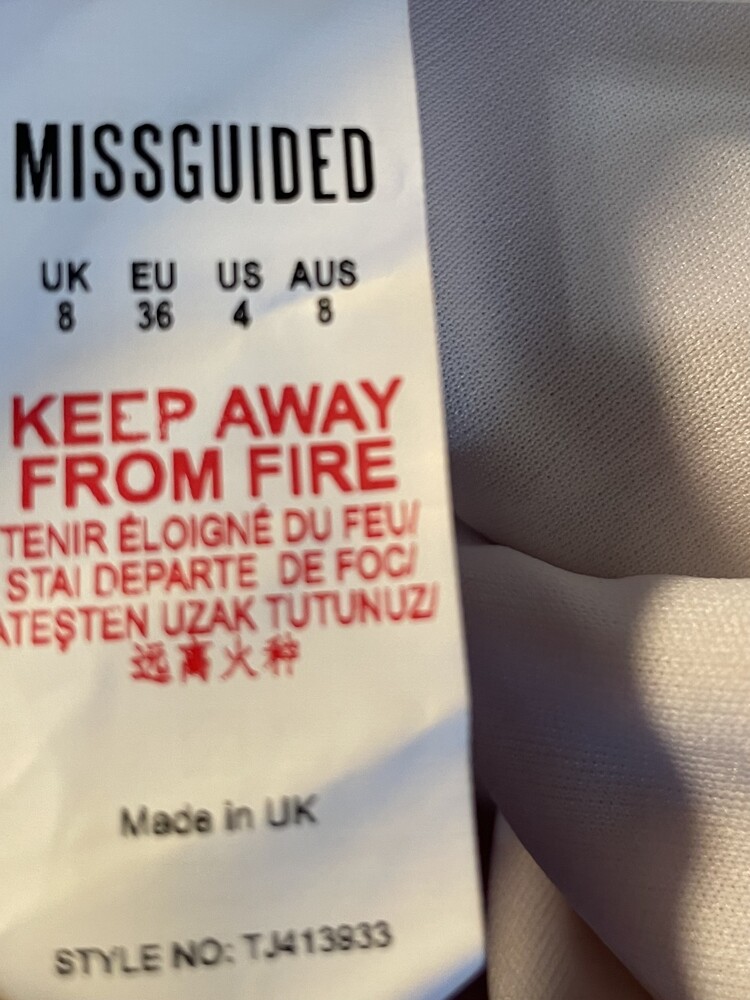 MISSGUIDED
UK EU US AUS
8 36 4 8
KEEP AWAY
FROM FIRE
TENIR ÉLOIGNÉ DU FEU/
STAI DEPARTE DE FOC/
ATEŞTEN UZAK TUTUNUZ/
远离火种
Made in UK
STYLE NO: TJ413933